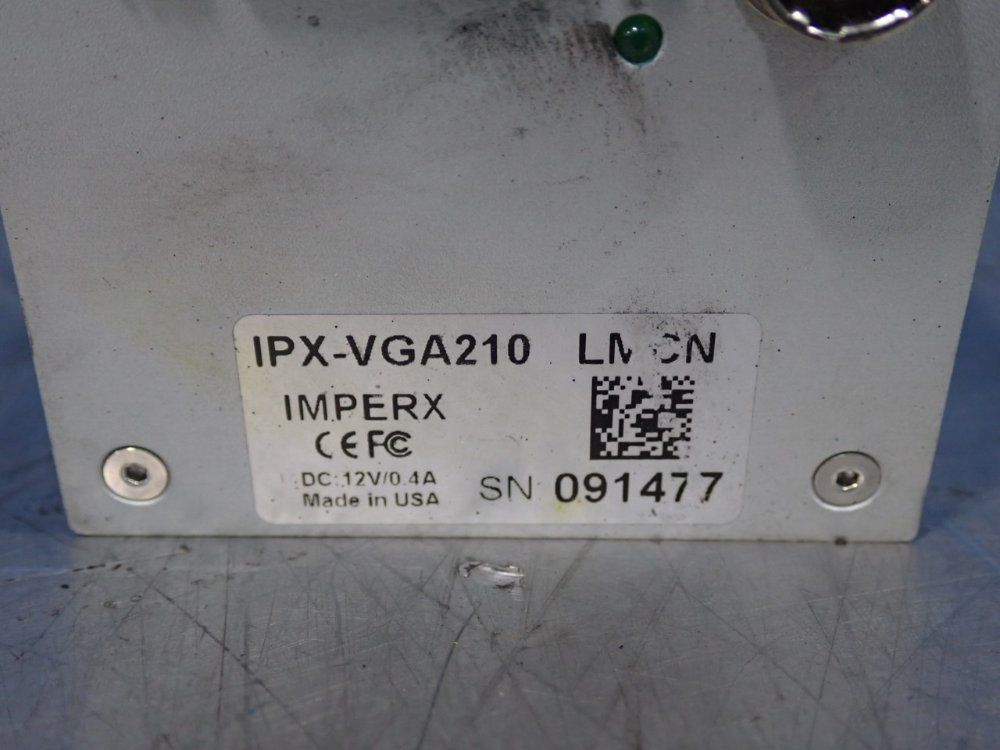 IPX-VGA210
IMPERX
CE FC
DC: 12V/0.4A
Made in USA
SN 091477